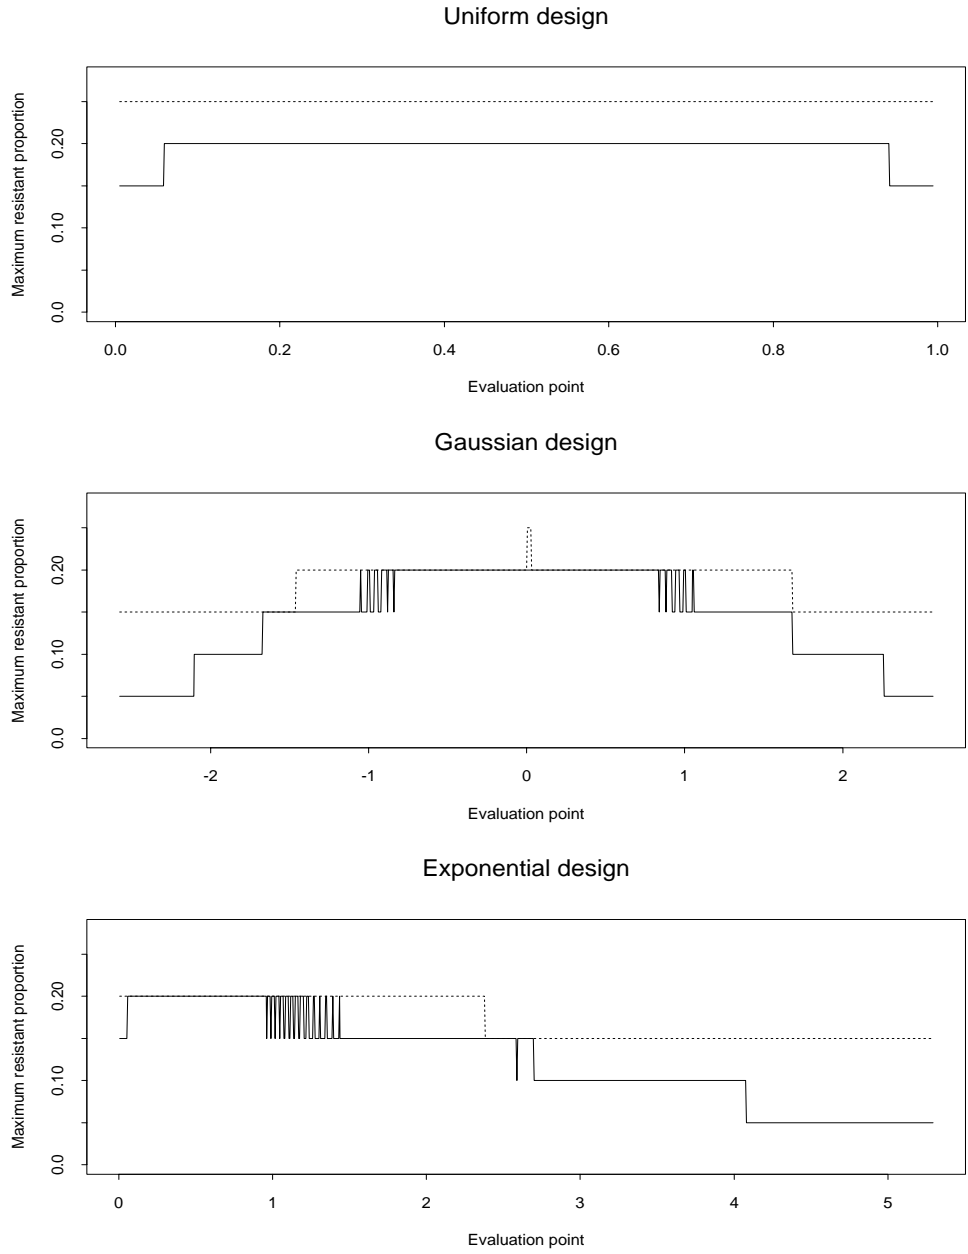 Uniform design
Maximum resistant proportion
0.20
0.10
0.0
0.0 0.2 0.4 0.6 0.8 1.0
Evaluation point
Gaussian design
Maximum resistant proportion
0.20
0.10
0.0
-2 -1 0 1 2
Evaluation point
Exponential design
Maximum resistant proportion
0.20
0.10
0.0
0 1 2 3 4 5
Evaluation point